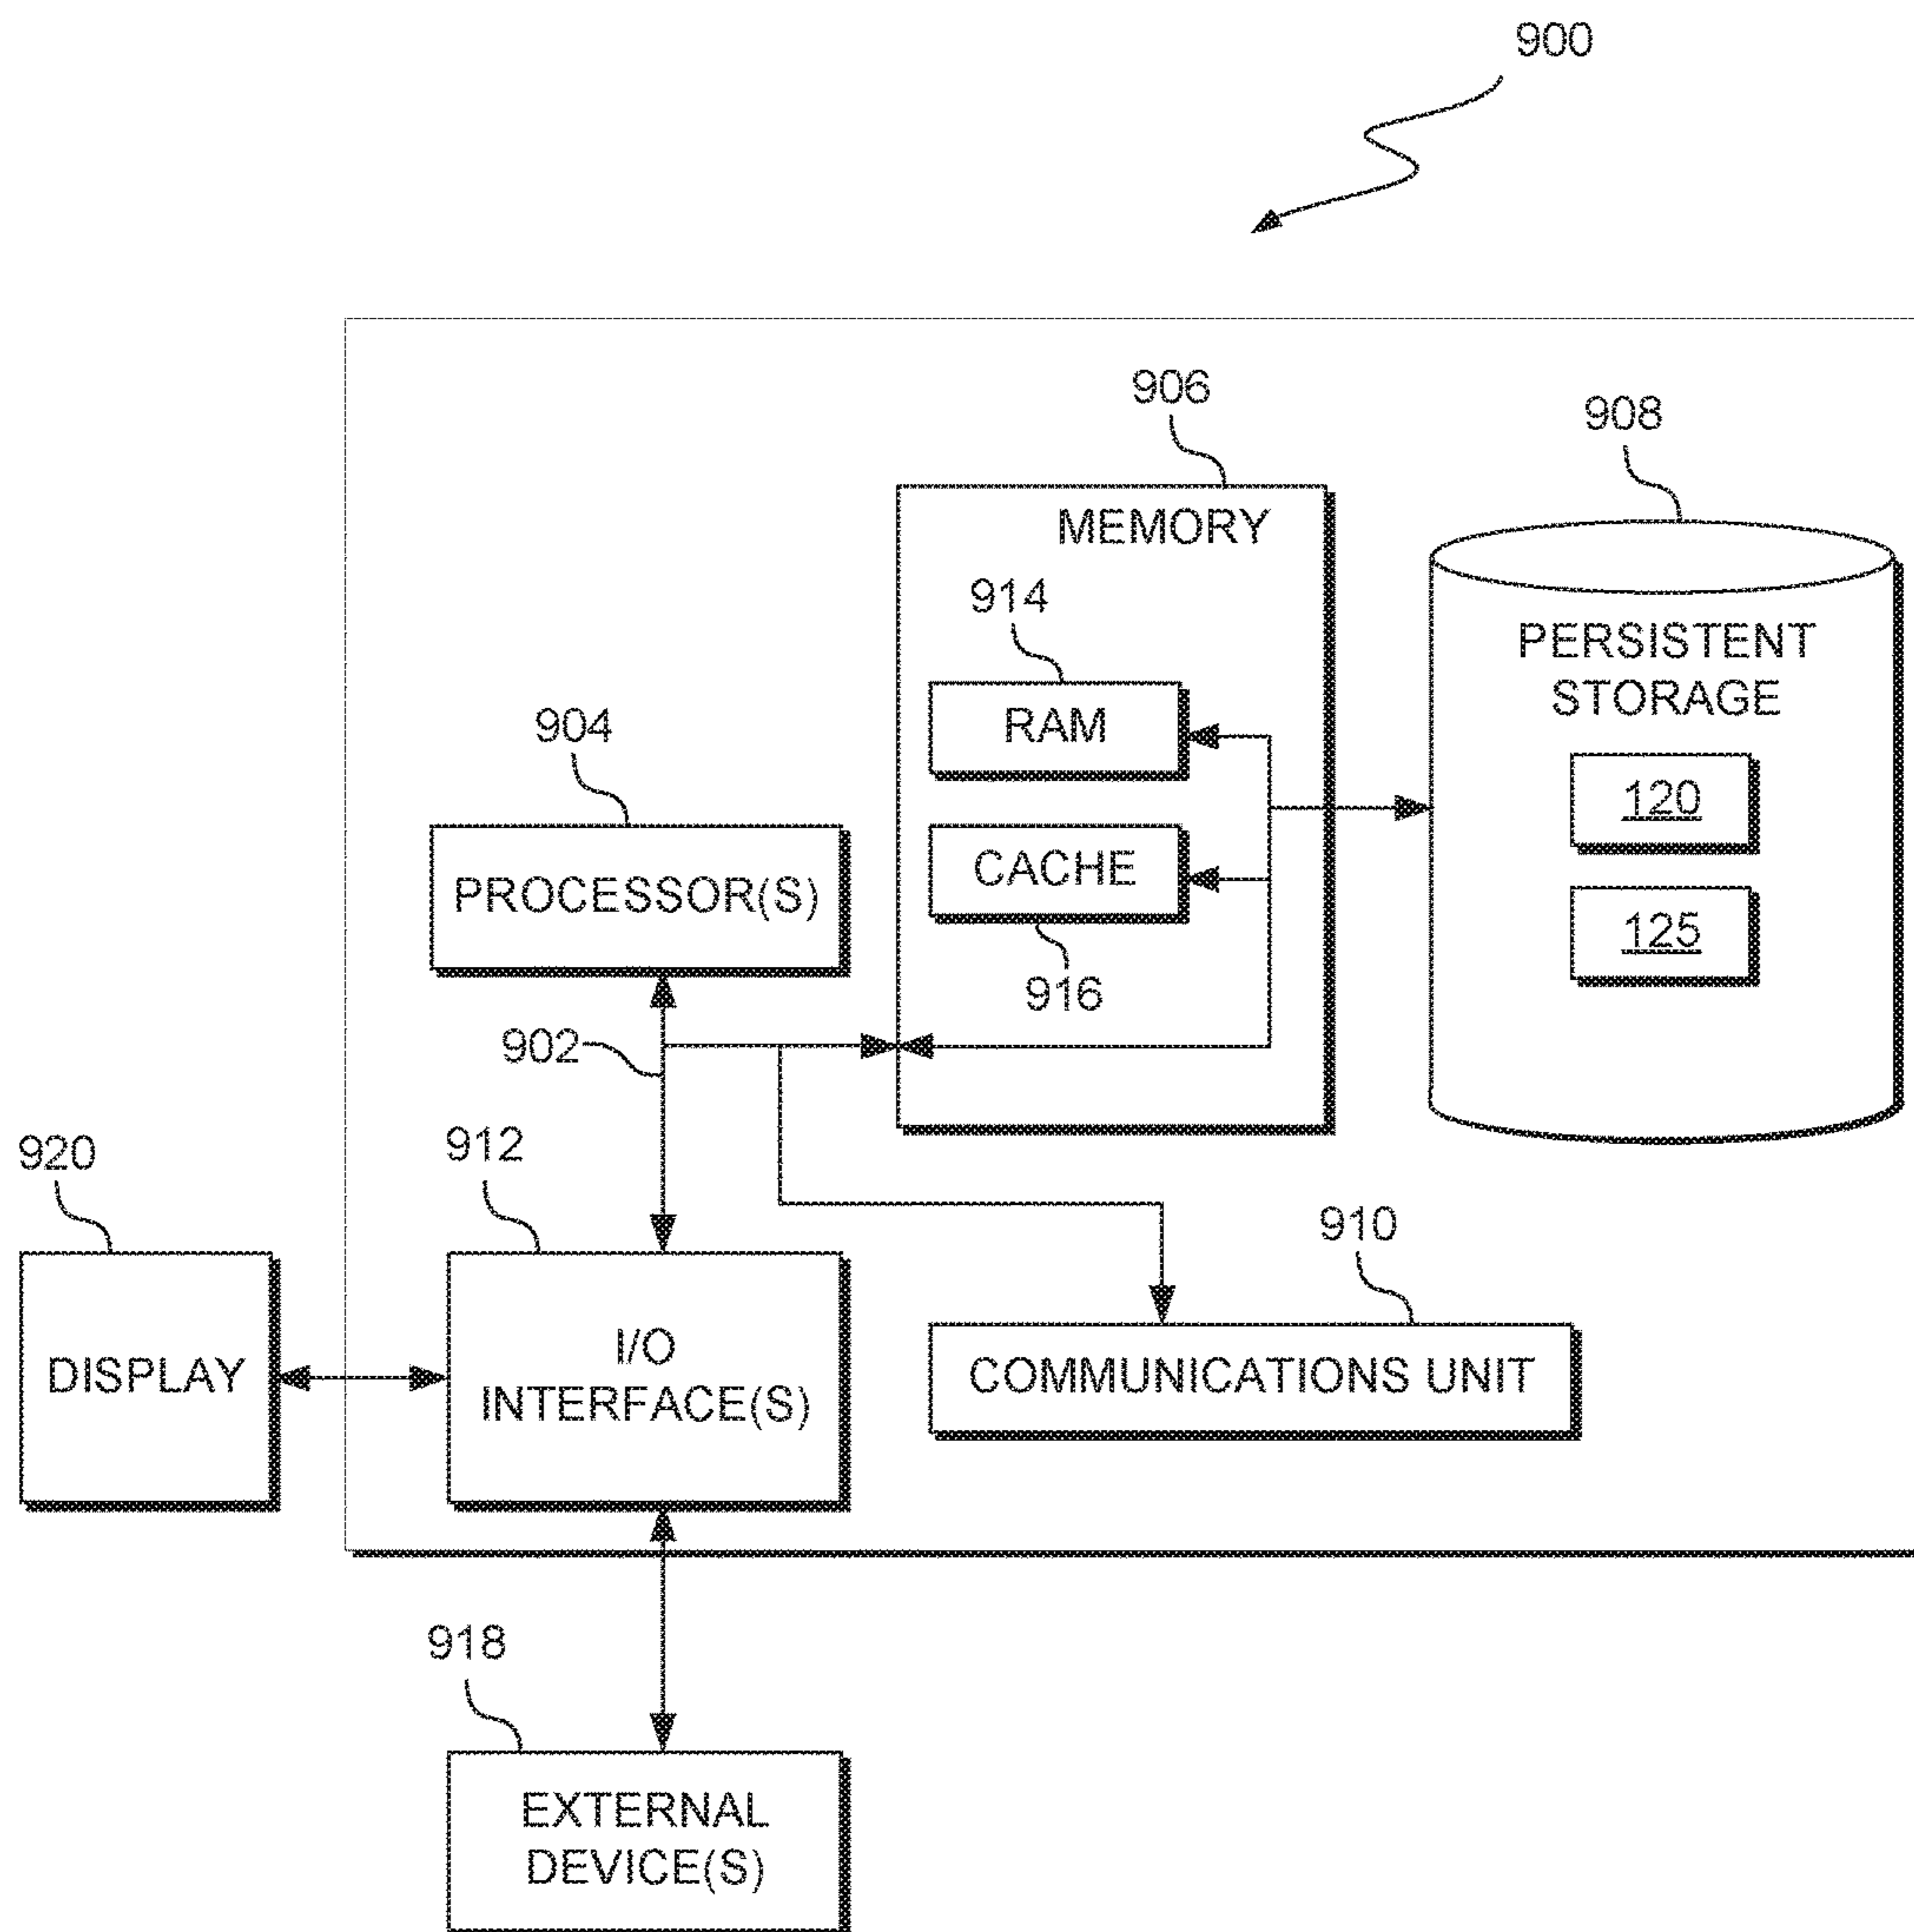 900
906
908
MEMORY
914
PERSISTENT
STORAGE
RAM
904
120
CACHE
PROCESSOR(S)
125
916
902
920
912
910
I/O
INTERFACE(S)
DISPLAY
COMMUNICATIONS UNIT
918
EXTERNAL
DEVICE(S)